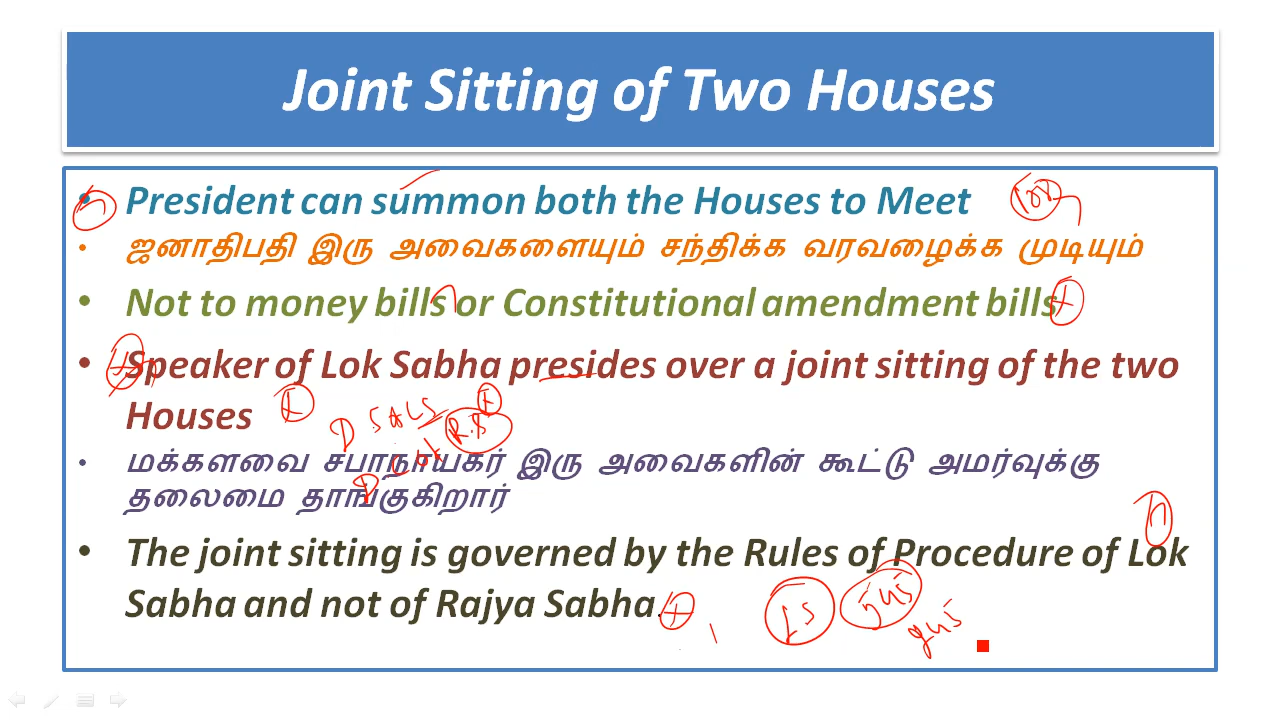 Joint Sitting of Two Houses
• President can summon both the Houses to Meet
• ஜனாதிபதி இரு அவைகளையும் சந்திக்க வரவழைக்க முடியும்
• Not to money bills or Constitutional amendment bills
• Speaker of Lok Sabha presides over a joint sitting of the two
Houses
• மக்களவை சபாநாயகர் இரு அவைகளின் கூட்டு அமர்வுக்கு
தலைமை தாங்குகிறார்
• The joint sitting is governed by the Rules of Procedure of Lok
Sabha and not of Rajya Sabha.